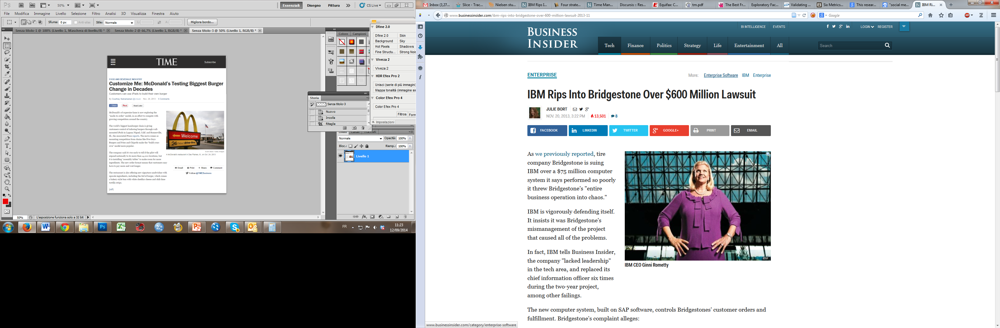 Ps Br Mb 50% Essenziali Disegno Pittura CS Live
File Modifica Immagine Livello Selezione Filtro Analisi 3D Visualizza Finestra Aiuto
Sfuma: 0 px Anti-alias Stile: Normale L: A: Migliora bordo...
Senza titolo-1 @ 100% (Livello 1, Maschera di livello/8) * Senza titolo-2 @ 66,7% (Livello 1, RGB/8) * Senza titolo-3 @ 50% (Livello 1, RGB/8) *
MENU
TIME
Subscribe
FOOD AND BEVERAGE INDUSTRY
Customize Me: McDonald's Testing Biggest Burger
Change in Decades
Customers can use iPads to build their own burger
By Courtney Subramanian @cmsub Nov. 20, 2013 9 Comments
Share Pin it Read Later
McDonald's of supersize fame is now exploring the
"made-to-order" model, in an effort to compete with
growing competition around the country.
The world's biggest hamburger chain is giving
customers control of tailoring burgers through wall-
mounted iPads in Laguna Niguel, Calif. and Romeoville,
Ill., the Associated Press reports. The move comes as
mounting competition from chains like Five Guys
Burgers and Fries and Chipotle make the "build-your-
own" model more popular.
The company said it's too early to tell if the pilot will
expand nationally to its more than 14,000 locations, but
it is installing "assembly tables" to make room for more
ingredients. The new order format means that customers may
have to pay more and wait longer.
The restaurant is also offering new signature sandwiches with
upscale ingredients, including the SoCal burger, which comes
a bakery-style bun with white cheddar cheese and chili-lime
tortilla strips.
[AP]
Welcome
24 hour drive-thru
Scott Olson / Getty Images
A McDonald's restaurant in Des Plaines, Ill., on Oct. 24, 2013
Email Print Share Comment
Follow @TIMEBusiness
Colore Campioni
Storia
Senza titolo-3
Nuovo
Incolla
Ritaglia
Dfine 2.0
Dfine 2.0 Skin
Background Sky
Hot Pixels Shadows
Fine Structu... Strong Nois
Viveza 2
Viveza 2
HDR Efex Pro 2
Unisci (serie di più immagini)
Mappa tonalità (immagine si
Color Efex Pro 4
Color Efex Pro 4
Filtros Form
Impostazioni
Livelli Canali Tracciati
Normale Opacità: 100%
Bloc.: Riemp.: 100%
Livello 1
50% L'esposizione funziona solo a 32 bit
FR 11:23
12/09/2014
Inbox (3,27... Slice - Trac... Nielsen stu... IBM Rips I... Four strate... Time Man... Discursis :: Res... Equifax: C... tm.pdf The Best Fr... Exploratory Fac... Validating ... Six Metrics... This resear... "social me... IBM Ri...
www.businessinsider.com/ibm-rips-into-bridgestone-over-600-million-lawsuit-2013-11
Google
BUSINESS
INSIDER
BI INTELLIGENCE EVENTS LOGIN REGISTER
Tech Finance Politics Strategy Life Entertainment All Search
ENTERPRISE
More: Enterprise Software IBM Enterprise
IBM Rips Into Bridgestone Over $600 Million Lawsuit
JULIE BORT
NOV. 20, 2013, 3:22 PM 13,501 8
FACEBOOK LINKEDIN TWITTER GOOGLE+ PRINT EMAIL
As we previously reported, tire
company Bridgestone is suing
IBM over a $75 million computer
system it says performed so poorly
it threw Bridgestone's "entire
business operation into chaos."
IBM is vigorously defending itself.
It insists it was Bridgestone's
mismanagement of the project
that caused all of the problems.
In fact, IBM tells Business Insider,
the company "lacked leadership"
in the tech area, and replaced its
chief information officer six times
during the two-year project,
among other failings.
IBM
IBM CEO Ginni Rometty
The new computer system, built on SAP software, controls Bridgestones' customer orders and
fulfillment. Bridgestone's complaint alleges:
www.businessinsider.com/category/enterprise-software